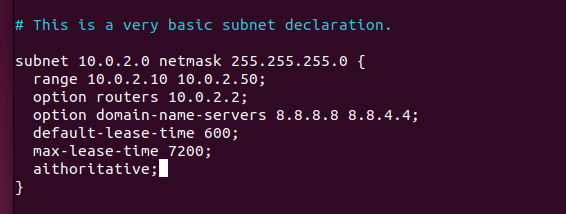 # This is a very basic subnet declaration.
subnet 10.0.2.0 netmask 255.255.255.0 {
range 10.0.2.10 10.0.2.50;
option routers 10.0.2.2;
option domain-name-servers 8.8.8.8 8.8.4.4;
default-lease-time 600;
max-lease-time 7200;
aithoritative;
}